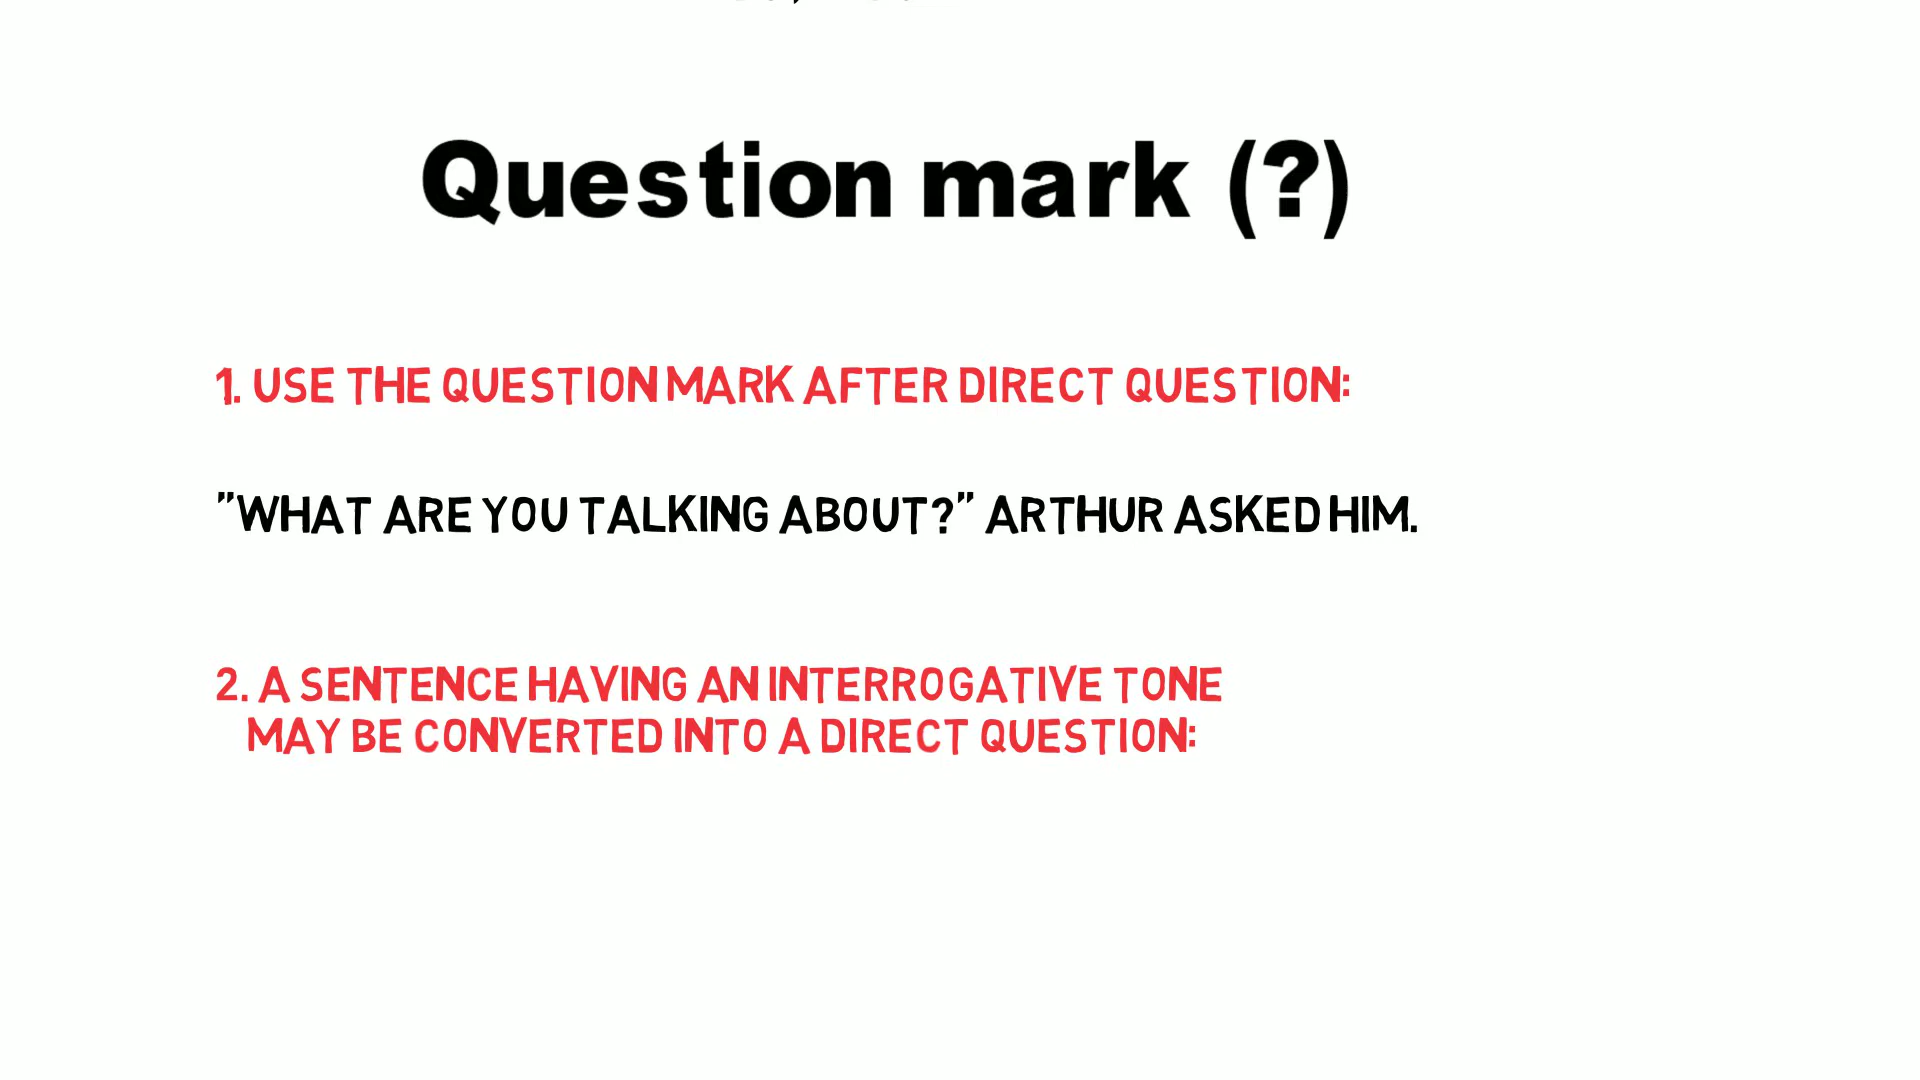 Question mark (?)
1. USE THE QUESTION MARK AFTER DIRECT QUESTION:
"WHAT ARE YOU TALKING ABOUT?" ARTHUR ASKED HIM.
2. A SENTENCE HAVING AN INTERROGATIVE TONE
MAY BE CONVERTED INTO A DIRECT QUESTION: